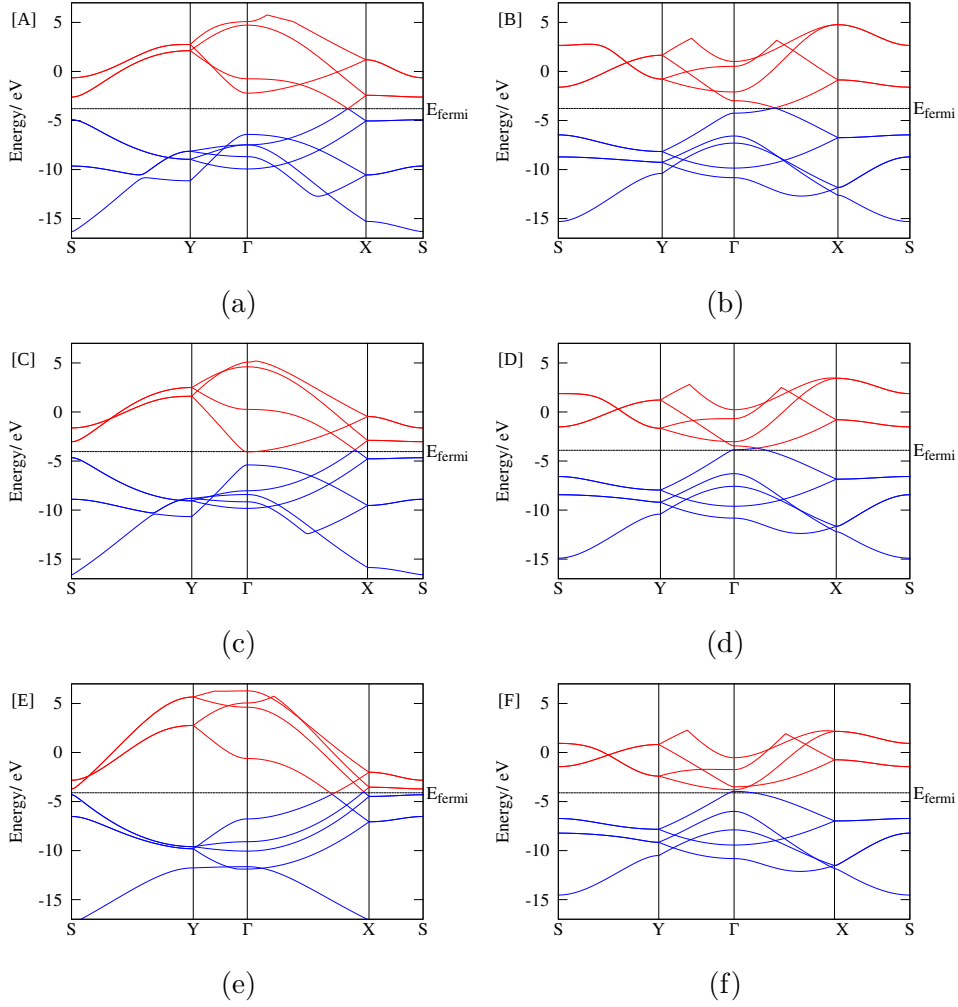 [A]
Energy/ eV
5
0
-5
-10
-15
S Y Γ X S
E_fermi
(a)
[B]
Energy/ eV
5
0
-5
-10
-15
S Y Γ X S
E_fermi
(b)
[C]
Energy/ eV
5
0
-5
-10
-15
S Y Γ X S
E_fermi
(c)
[D]
Energy/ eV
5
0
-5
-10
-15
S Y Γ X S
E_fermi
(d)
[E]
Energy/ eV
5
0
-5
-10
-15
S Y Γ X S
E_fermi
(e)
[F]
Energy/ eV
5
0
-5
-10
-15
S Y Γ X S
E_fermi
(f)